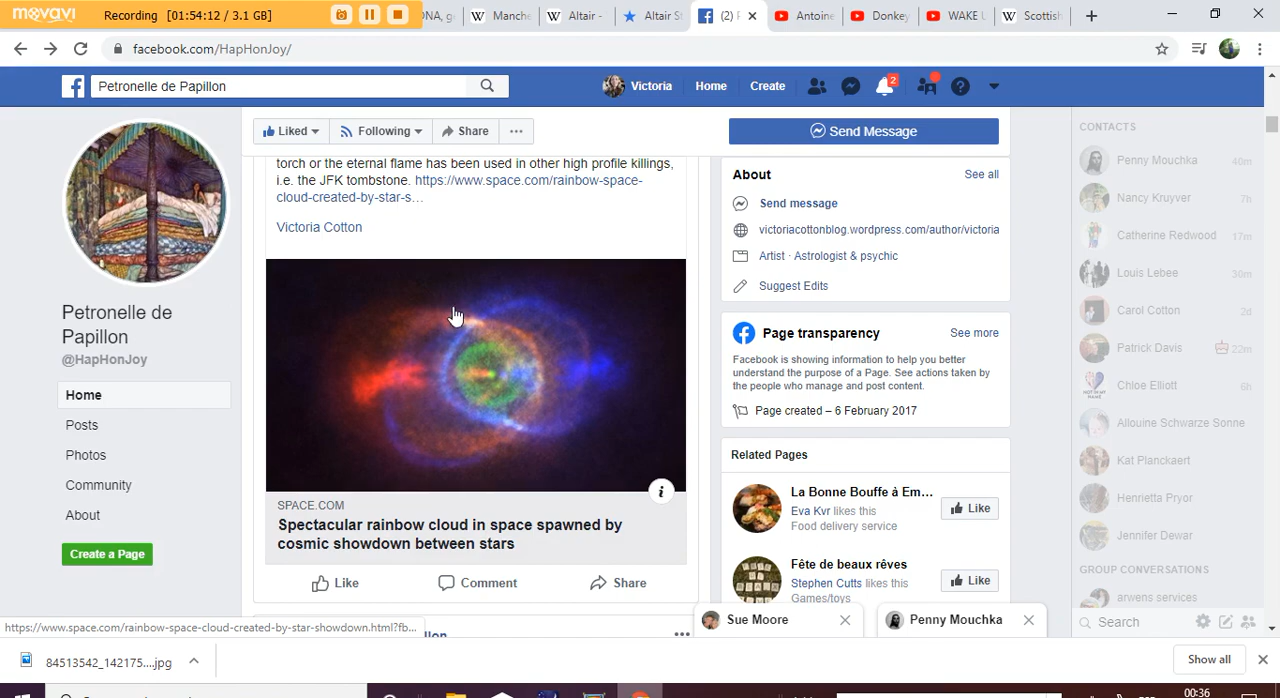 movavi Recording [01:54:12 / 3.1 GB]
DNA, g
Manche
Altair -
Altair St
(2) P
Antoine
Donkey
WAKE U
Scottish
facebook.com/HapHonJoy/
Petronelle de Papillon
Victoria
Home
Create
2
Liked
Following
Share
Send Message
CONTACTS
Penny Mouchka 40m
Nancy Kruyver 7h
Catherine Redwood 17m
Louis Lebee 30m
Carol Cotton 2d
Patrick Davis 22m
Chloe Elliott 6h
Allouine Schwarze Sonne
Kat Planckaert
Henrietta Pryor
Jennifer Dewar
GROUP CONVERSATIONS
arwens services
Search
Petronelle de
Papillon
@HapHonJoy
Home
Posts
Photos
Community
About
Create a Page
torch or the eternal flame has been used in other high profile killings,
i.e. the JFK tombstone. https://www.space.com/rainbow-space-
cloud-created-by-star-s…
Victoria Cotton
SPACE.COM
Spectacular rainbow cloud in space spawned by
cosmic showdown between stars
Like
Comment
Share
About
See all
Send message
victoriacottonblog.wordpress.com/author/victoria
Artist · Astrologist & psychic
Suggest Edits
Page transparency
See more
Facebook is showing information to help you better
understand the purpose of a Page. See actions taken by
the people who manage and post content.
Page created – 6 February 2017
Related Pages
La Bonne Bouffe à Em…
Eva Kvr likes this
Food delivery service
Like
Fête de beaux rêves
Stephen Cutts likes this
Games/toys
Like
Sue Moore
Penny Mouchka
https://www.space.com/rainbow-space-cloud-created-by-star-showdown.html?fb...
84513542_142175....jpg
Show all
00:36